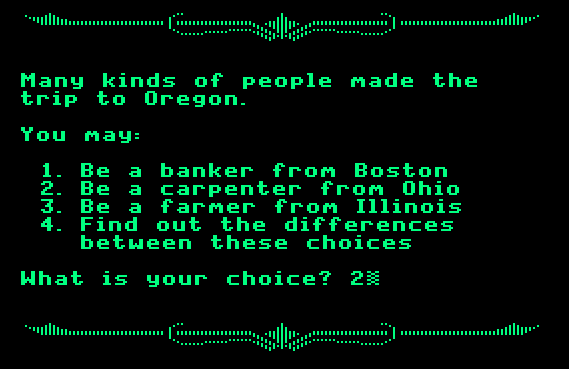 Many kinds of people made the
trip to Oregon.
You may:
1. Be a banker from Boston
2. Be a carpenter from Ohio
3. Be a farmer from Illinois
4. Find out the differences
between these choices
What is your choice? 2